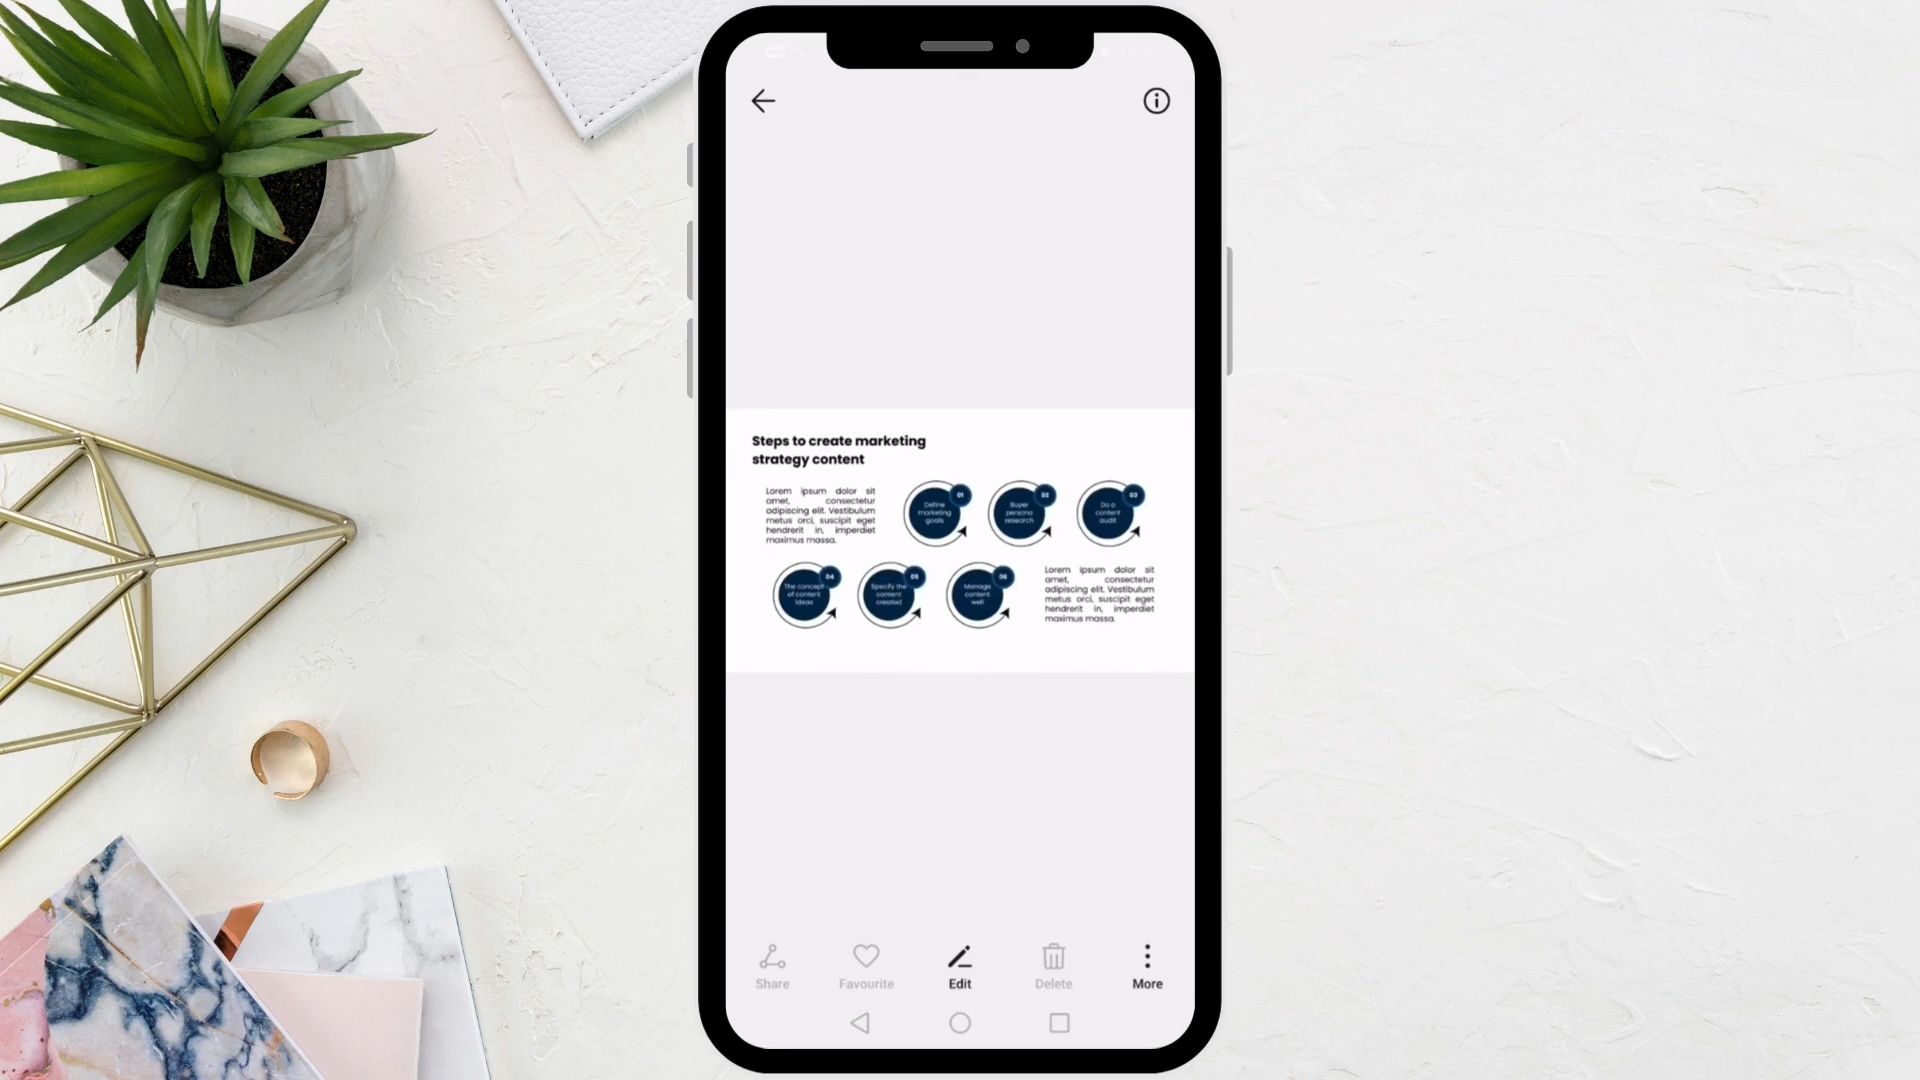 Steps to create marketing
strategy content
Lorem ipsum dolor sit
amet, consectetur
adipiscing elit. Vestibulum
metus orci, suscipit eget
hendrerit in, imperdiet
maximus massa.
01
Define
marketing
goals
02
Buyer
persona
research
03
Do a
content
audit
04
The concept
of content
ideas
05
Specify the
content
created
06
Manage
content
well
Lorem ipsum dolor sit
amet, consectetur
adipiscing elit. Vestibulum
metus orci, suscipit eget
hendrerit in, imperdiet
maximus massa.
Share
Favourite
Edit
Delete
More